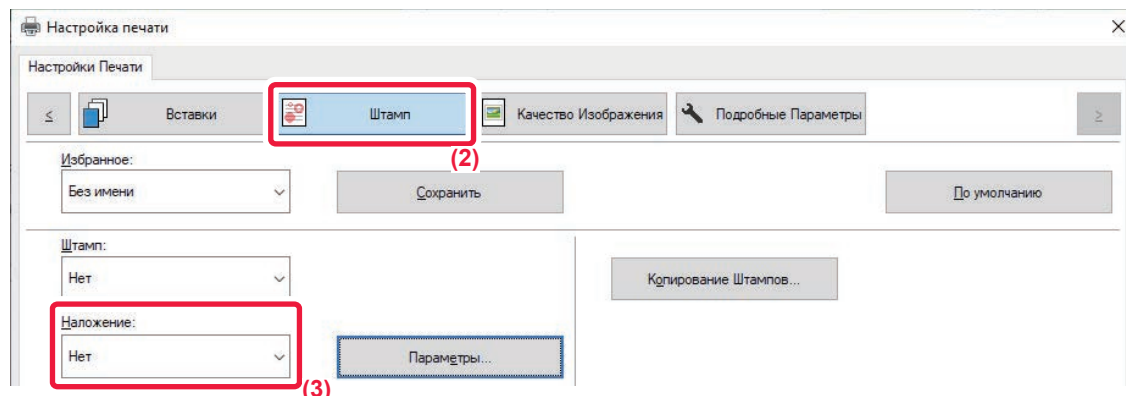 Настройка печати
Настройки Печати
≤ Вставки Штамп Качество Изображения Подробные Параметры ≥
(2)
Избранное:
Без имени Сохранить По умолчанию
Штамп:
Нет Копирование Штампов...
Наложение:
Нет Параметры...
(3)